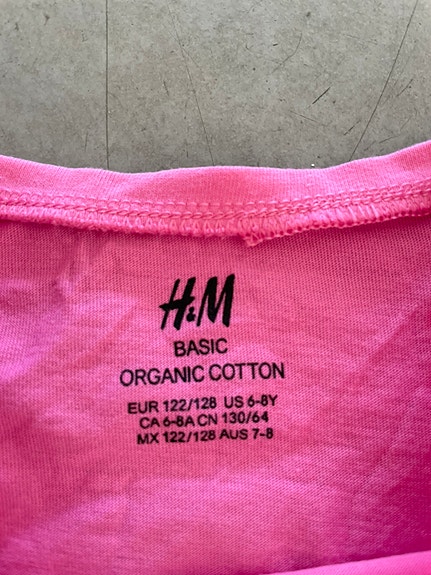 H&M
BASIC
ORGANIC COTTON
EUR 122/128 US 6-8Y
CA 6-8A CN 130/64
MX 122/128 AUS 7-8